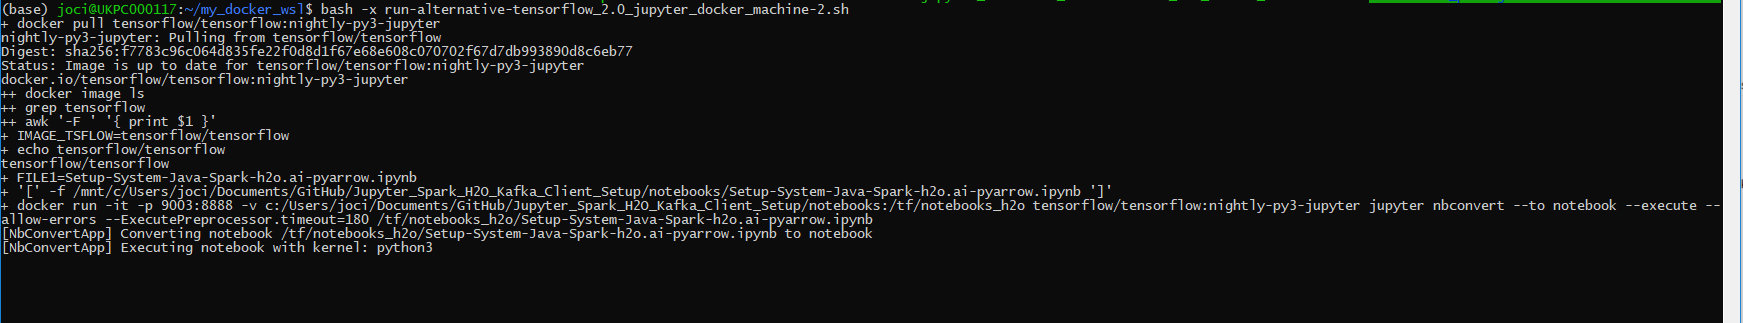 (base) joci@UKPC000117:~/my_docker_wsl$ bash -x run-alternative-tensorflow_2.0_jupyter_docker_machine-2.sh
+ docker pull tensorflow/tensorflow:nightly-py3-jupyter
nightly-py3-jupyter: Pulling from tensorflow/tensorflow
Digest: sha256:f7783c96c064d835fe22f0d8d1f67e68e608c070702f67d7db993890d8c6eb77
Status: Image is up to date for tensorflow/tensorflow:nightly-py3-jupyter
docker.io/tensorflow/tensorflow:nightly-py3-jupyter
++ docker image ls
++ grep tensorflow
++ awk '-F ' '{ print $1 }'
+ IMAGE_TSFLOW=tensorflow/tensorflow
+ echo tensorflow/tensorflow
tensorflow/tensorflow
+ FILE1=Setup-System-Java-Spark-h2o.ai-pyarrow.ipynb
+ '[' -f /mnt/c/Users/joci/Documents/GitHub/Jupyter_Spark_H2O_Kafka_Client_Setup/notebooks/Setup-System-Java-Spark-h2o.ai-pyarrow.ipynb ']'
+ docker run -it -p 9003:8888 -v c:/Users/joci/Documents/GitHub/Jupyter_Spark_H2O_Kafka_Client_Setup/notebooks:/tf/notebooks_h2o tensorflow/tensorflow:nightly-py3-jupyter jupyter nbconvert --to notebook --execute --
allow-errors --ExecutePreprocessor.timeout=180 /tf/notebooks_h2o/Setup-System-Java-Spark-h2o.ai-pyarrow.ipynb
[NbConvertApp] Converting notebook /tf/notebooks_h2o/Setup-System-Java-Spark-h2o.ai-pyarrow.ipynb to notebook
[NbConvertApp] Executing notebook with kernel: python3